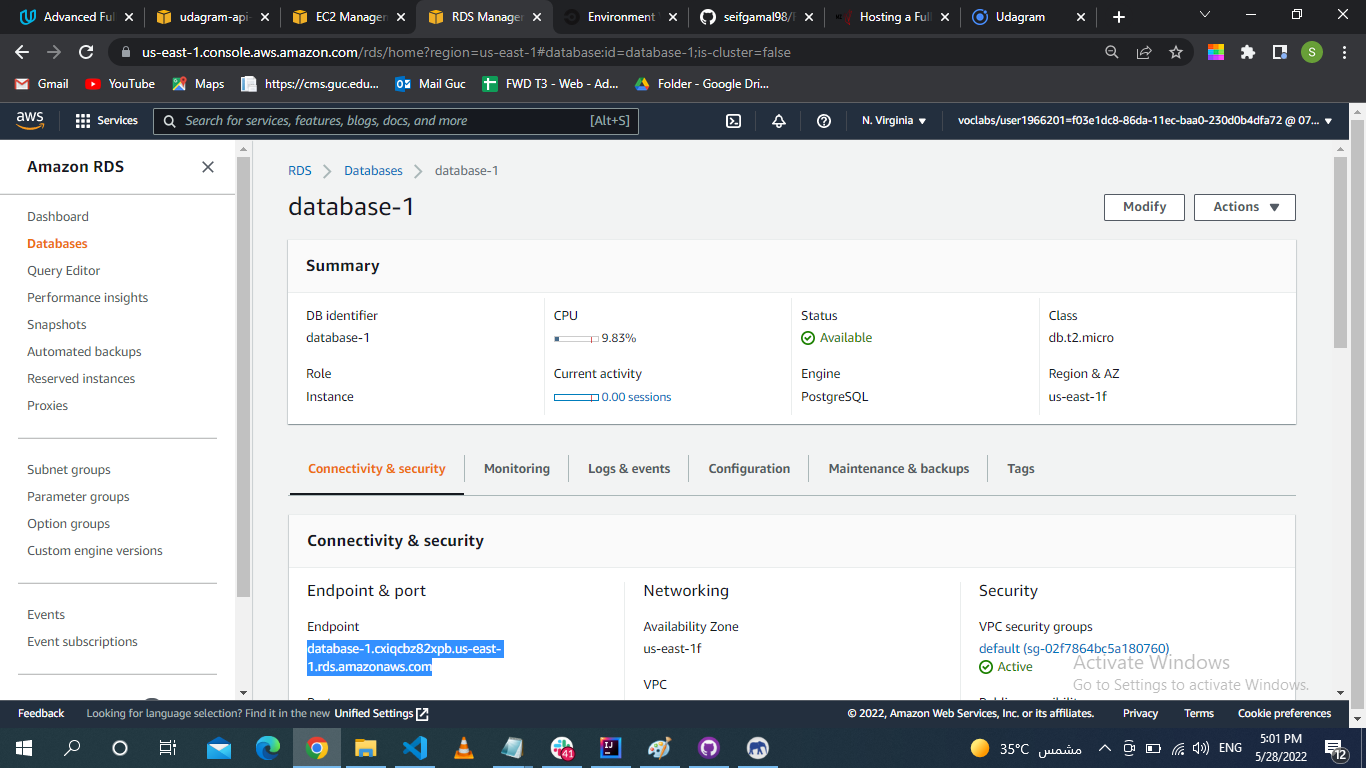 Advanced Ful
udagram-api-
EC2 Manager
RDS Manage
Environment
seifgamal98/
Hosting a Full
Udagram
us-east-1.console.aws.amazon.com/rds/home?region=us-east-1#database:id=database-1;is-cluster=false
S
Gmail
YouTube
Maps
https://cms.guc.edu...
Mail Guc
FWD T3 - Web - Ad...
Folder - Google Dri...
aws
Services
Search for services, features, blogs, docs, and more
[Alt+S]
N. Virginia
voclabs/user1966201=f03e1dc8-86da-11ec-baa0-230d0b4dfa72 @ 07...
Amazon RDS
Dashboard
Databases
Query Editor
Performance insights
Snapshots
Automated backups
Reserved instances
Proxies
Subnet groups
Parameter groups
Option groups
Custom engine versions
Events
Event subscriptions
RDS
Databases
database-1
database-1
Modify
Actions
Summary
DB identifier
database-1
CPU
9.83%
Status
Available
Class
db.t2.micro
Role
Instance
Current activity
0.00 sessions
Engine
PostgreSQL
Region & AZ
us-east-1f
Connectivity & security
Monitoring
Logs & events
Configuration
Maintenance & backups
Tags
Connectivity & security
Endpoint & port
Endpoint
database-1.cxiqcbz82xpb.us-east-
1.rds.amazonaws.com
Networking
Availability Zone
us-east-1f
VPC
Security
VPC security groups
default (sg-02f7864bc5a180760)
Active
Activate Windows
Go to Settings to activate Windows.
Feedback
Looking for language selection? Find it in the new Unified Settings
© 2022, Amazon Web Services, Inc. or its affiliates.
Privacy
Terms
Cookie preferences
41
35°C
مشمس
ENG
5:01 PM
5/28/2022
12